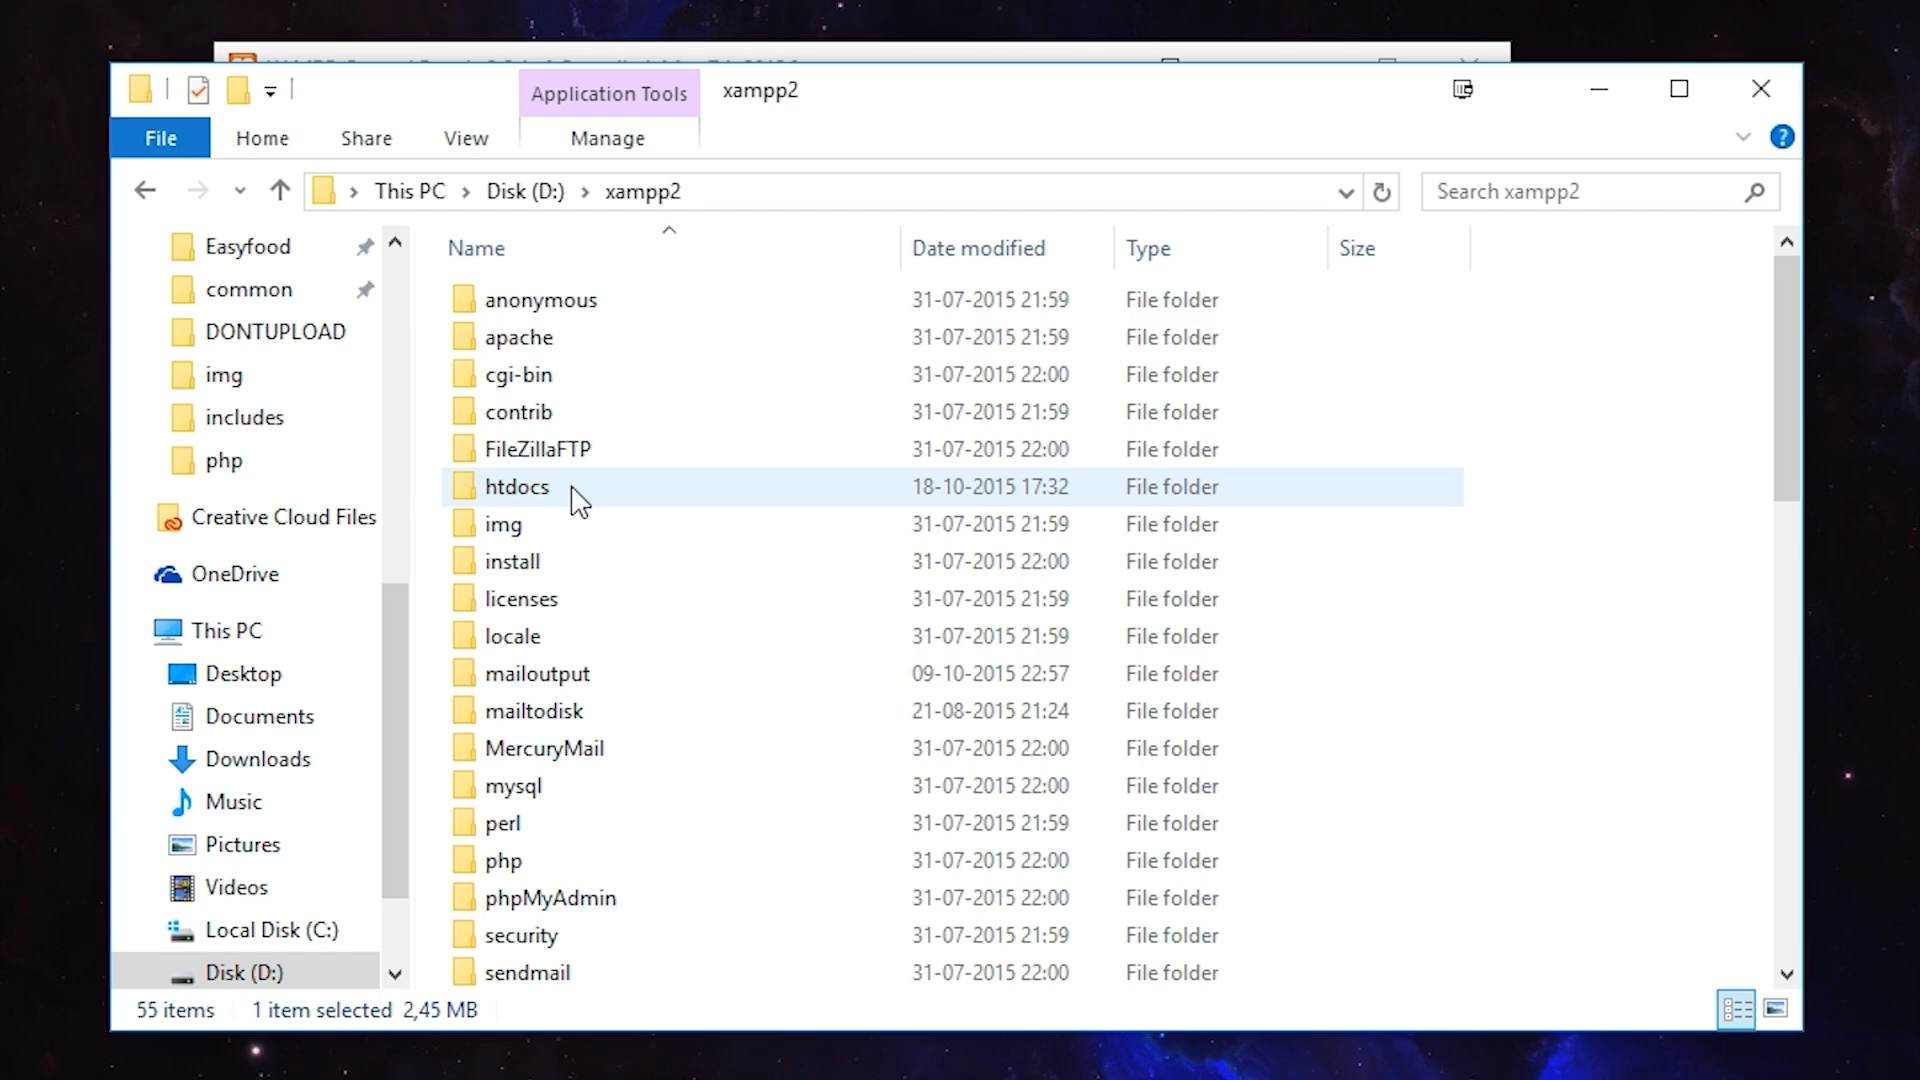 Application Tools
xampp2
File
Home
Share
View
Manage
This PC
Disk (D:)
xampp2
Search xampp2
Easyfood
common
DONTUPLOAD
img
includes
php
Creative Cloud Files
OneDrive
This PC
Desktop
Documents
Downloads
Music
Pictures
Videos
Local Disk (C:)
Disk (D:)
Name Date modified Type Size
anonymous 31-07-2015 21:59 File folder
apache 31-07-2015 21:59 File folder
cgi-bin 31-07-2015 22:00 File folder
contrib 31-07-2015 21:59 File folder
FileZillaFTP 31-07-2015 22:00 File folder
htdocs 18-10-2015 17:32 File folder
img 31-07-2015 21:59 File folder
install 31-07-2015 22:00 File folder
licenses 31-07-2015 21:59 File folder
locale 31-07-2015 21:59 File folder
mailoutput 09-10-2015 22:57 File folder
mailtodisk 21-08-2015 21:24 File folder
MercuryMail 31-07-2015 22:00 File folder
mysql 31-07-2015 22:00 File folder
perl 31-07-2015 21:59 File folder
php 31-07-2015 22:00 File folder
phpMyAdmin 31-07-2015 22:00 File folder
security 31-07-2015 21:59 File folder
sendmail 31-07-2015 22:00 File folder
55 items 1 item selected 2,45 MB